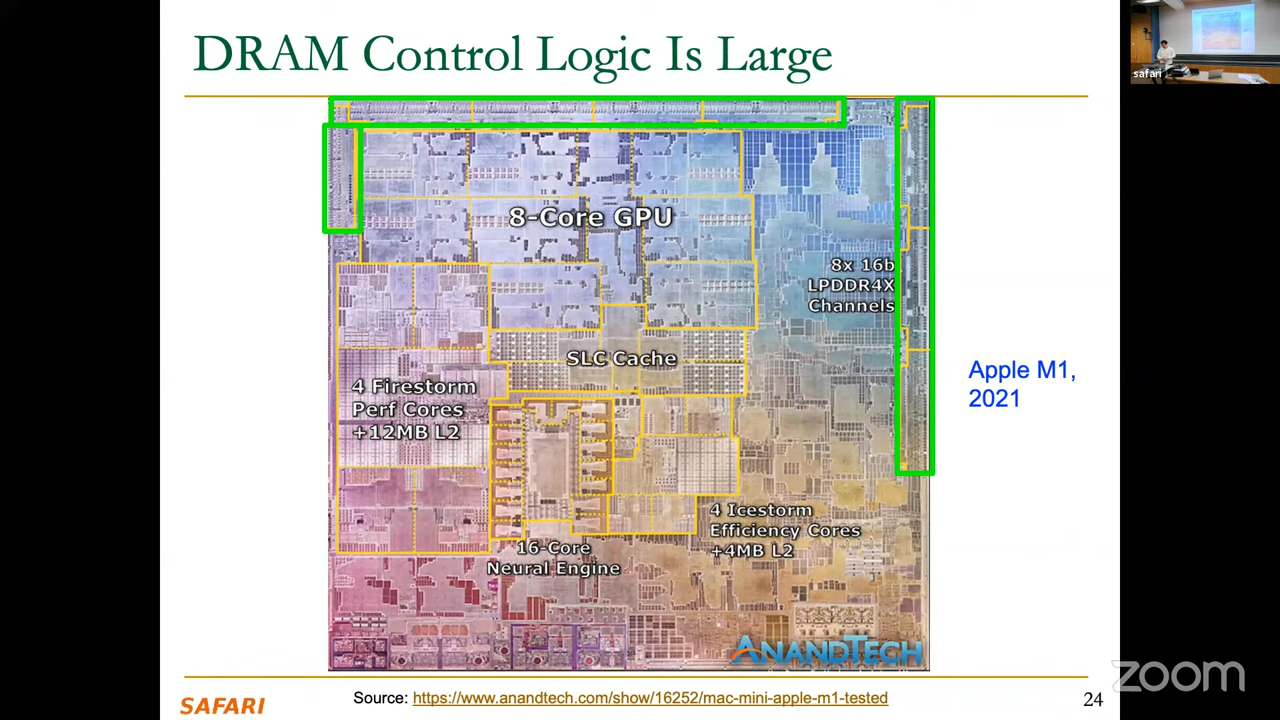 DRAM Control Logic Is Large
safari
8-Core GPU
8x 16b
LPDDR4X
Channels
SLC Cache
Apple M1,
2021
4 Firestorm
Perf Cores
+12MB L2
4 Icestorm
Efficiency Cores
+4MB L2
16-Core
Neural Engine
ANANDTECH
SAFARI
Source: https://www.anandtech.com/show/16252/mac-mini-apple-m1-tested
24
zoom